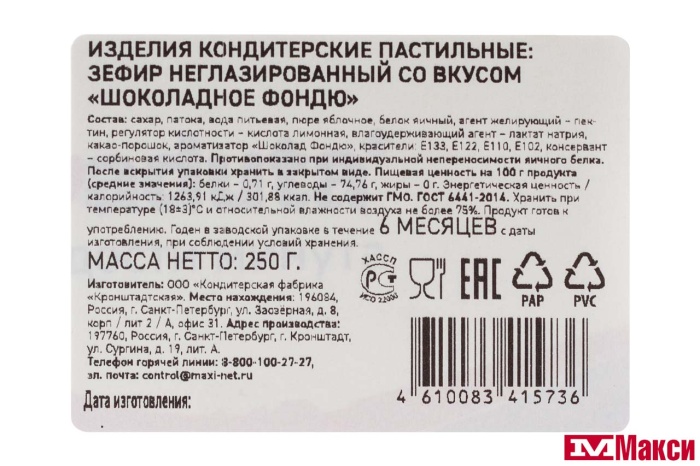 ИЗДЕЛИЯ КОНДИТЕРСКИЕ ПАСТИЛЬНЫЕ:
ЗЕФИР НЕГЛАЗИРОВАННЫЙ СО ВКУСОМ
«ШОКОЛАДНОЕ ФОНДЮ»
Состав: сахар, патока, вода питьевая, пюре яблочное, белок яичный, агент желирующий – пек-
тин, регулятор кислотности – кислота лимонная, влагоудерживающий агент – лактат натрия,
какао-порошок, ароматизатор «Шоколад Фондю», красители: Е133, Е122, Е110, Е102, консервант
– сорбиновая кислота. Противопоказано при индивидуальной непереносимости яичного белка.
После вскрытия упаковки хранить в закрытом виде. Пищевая ценность на 100 г продукта
(средние значения): белки – 0,71 г, углеводы – 74,76 г, жиры – 0 г. Энергетическая ценность /
калорийность: 1263,91 кДж / 301,88 ккал. Не содержит ГМО. ГОСТ 6441-2014. Хранить при
температуре (18±3)°С и относительной влажности воздуха не более 75%. Продукт готов к
употреблению. Годен в заводской упаковке в течение 6 МЕСЯЦЕВ с даты
изготовления, при соблюдении условий хранения.
МАССА НЕТТО: 250 Г.
Изготовитель: ООО «Кондитерская фабрика
«Кронштадтская». Место нахождения: 196084,
Россия, г. Санкт-Петербург, ул. Заозёрная, д. 8,
корп / лит 2 / А, офис 31. Адрес производства:
197760, Россия, г. Санкт-Петербург, г. Кронштадт,
ул. Сургина, д. 19, лит. А.
Телефон горячей линии: 8-800-100-27-27,
эл. почта: control@maxi-net.ru
Дата изготовления:
ХАССП
РСТ
ИСО 22000
ЕАС
PAP
3
PVC
4 610083 415736
Макси